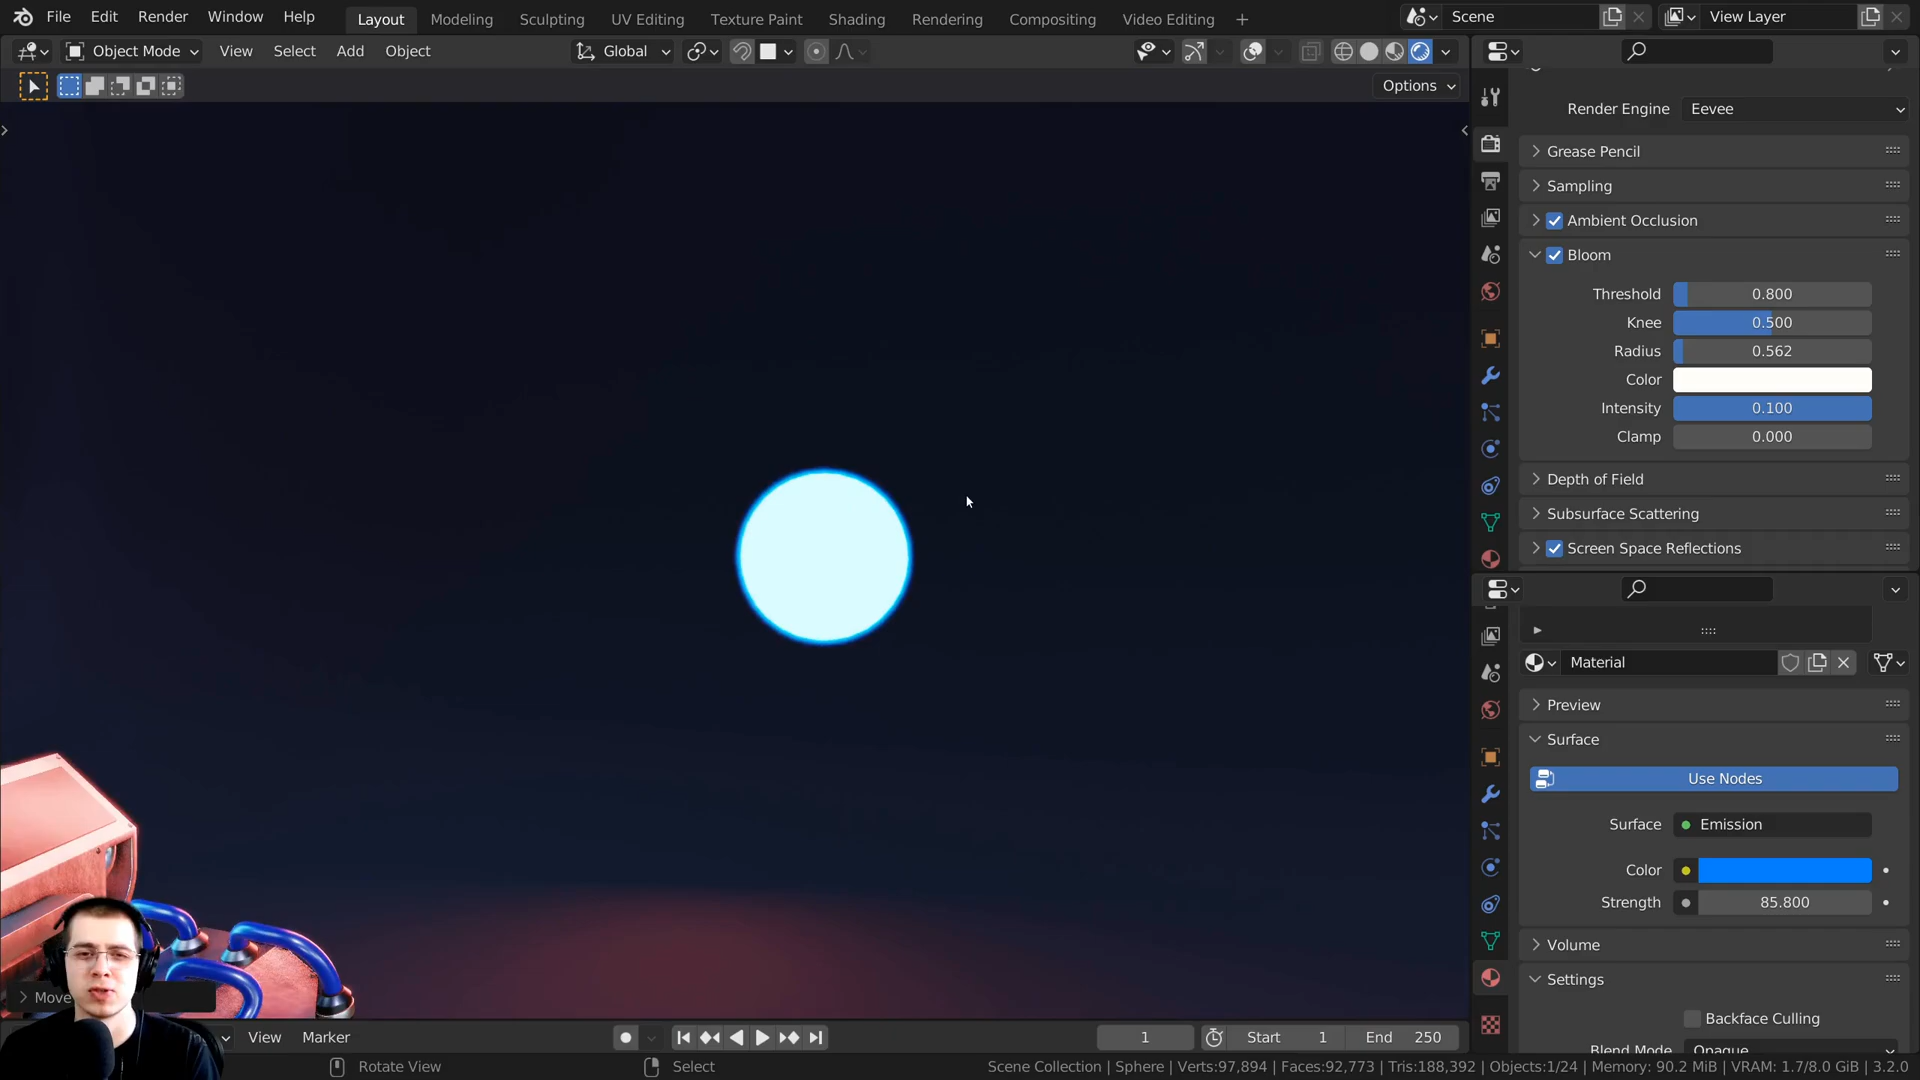 File Edit Render Window Help Layout Modeling Sculpting UV Editing Texture Paint Shading Rendering Compositing Video Editing + Scene View Layer
Object Mode View Select Add Object Global
Options
Render Engine Eevee
Grease Pencil
Sampling
Ambient Occlusion
Bloom
Threshold 0.800
Knee 0.500
Radius 0.562
Color
Intensity 0.100
Clamp 0.000
Depth of Field
Subsurface Scattering
Screen Space Reflections
Material
Preview
Surface
Use Nodes
Surface Emission
Color
Strength 85.800
Volume
Settings
Backface Culling
Blend Mode Opaque
Move
View Marker 1 Start 1 End 250
Rotate View Select Scene Collection | Sphere | Verts:97,894 | Faces:92,773 | Tris:188,392 | Objects:1/24 | Memory: 90.2 MiB | VRAM: 1.7/8.0 GiB | 3.2.0